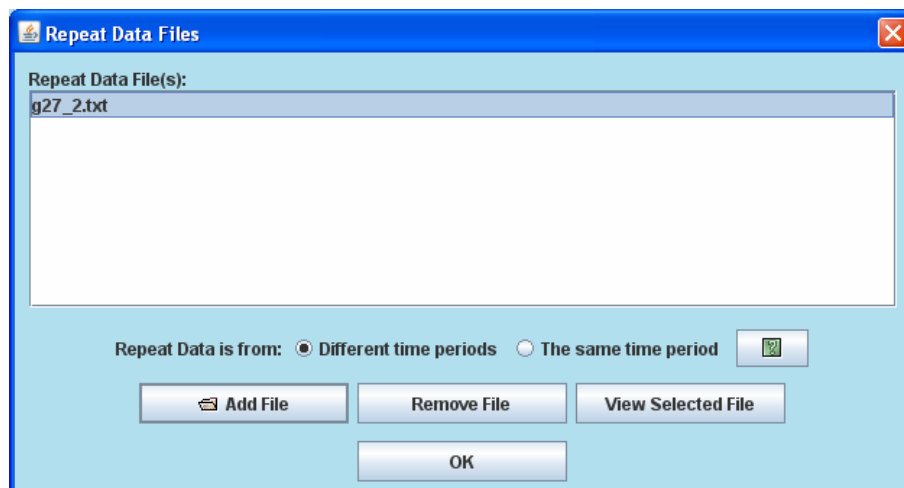 Repeat Data Files
Repeat Data File(s):
g27_2.txt
Repeat Data is from: Different time periods The same time period ?
Add File Remove File View Selected File
OK